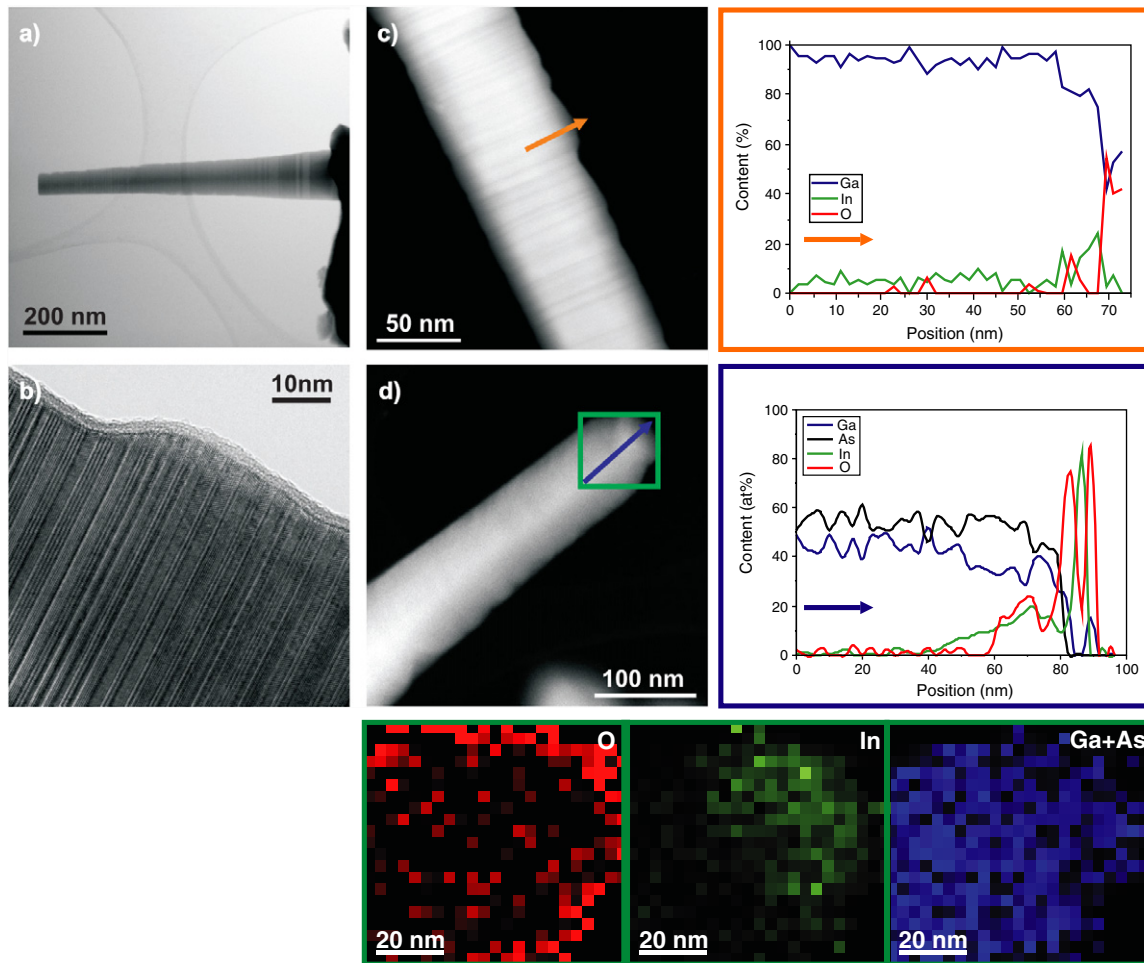 a)
200 nm
b)
10nm
c)
50 nm
d)
100 nm
Content (%)
100
80
60
40
20
0
Ga
In
O
0 10 20 30 40 50 60 70
Position (nm)
Content (at%)
100
80
60
40
20
0
Ga
As
In
O
0 20 40 60 80 100
Position (nm)
O
20 nm
In
20 nm
Ga+As
20 nm